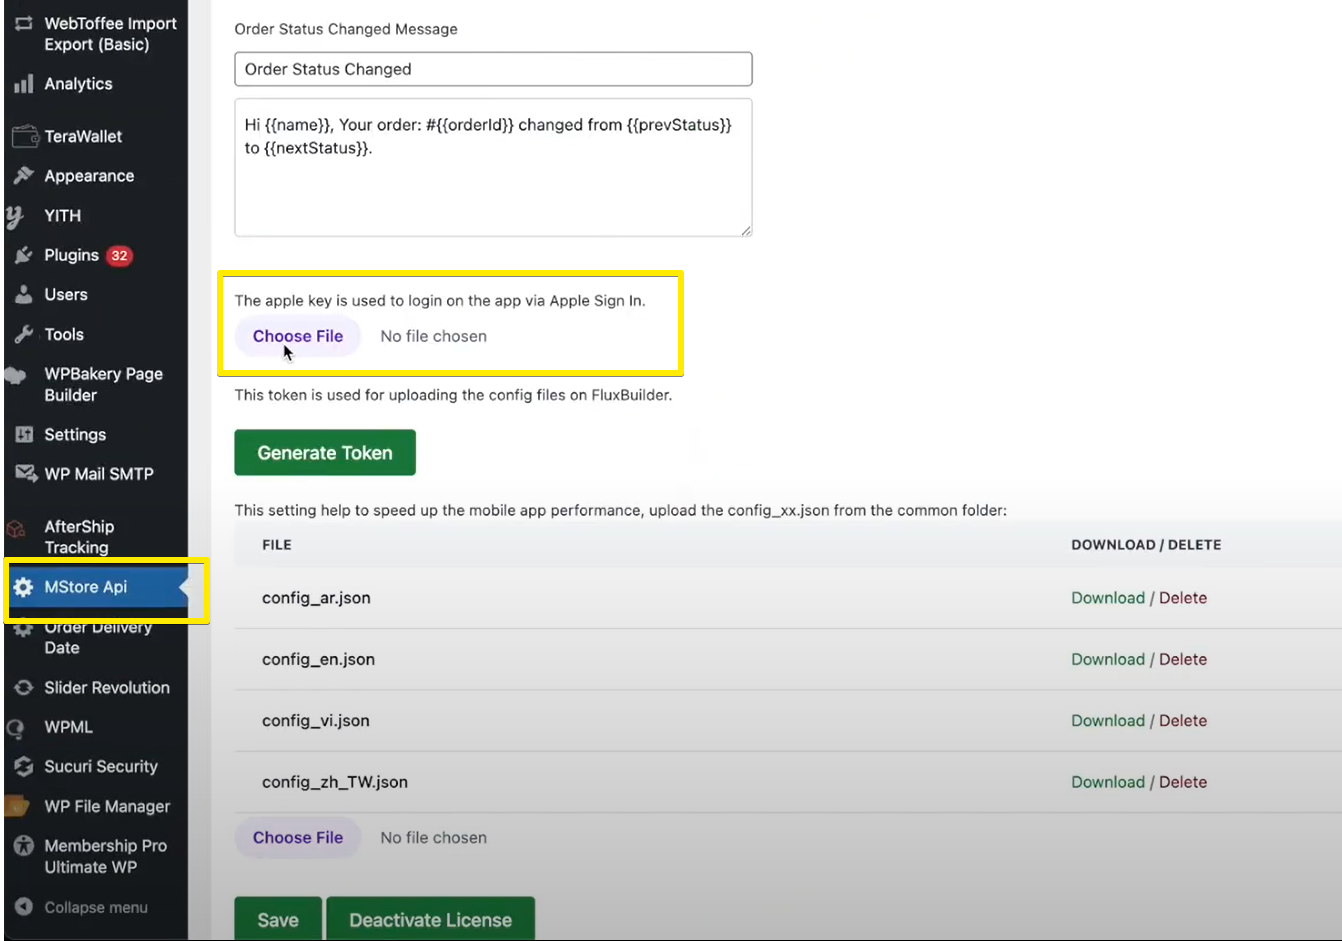 WebToffee Import
Export (Basic)
Analytics
TeraWallet
Appearance
YITH
Plugins 32
Users
Tools
WPBakery Page
Builder
Settings
WP Mail SMTP
AfterShip
Tracking
MStore Api
Order Delivery
Date
Slider Revolution
WPML
Sucuri Security
WP File Manager
Membership Pro
Ultimate WP
Collapse menu
Order Status Changed Message
Order Status Changed
Hi {{name}}, Your order: #{{orderId}} changed from {{prevStatus}}
to {{nextStatus}}.
The apple key is used to login on the app via Apple Sign In.
Choose File No file chosen
This token is used for uploading the config files on FluxBuilder.
Generate Token
This setting help to speed up the mobile app performance, upload the config_xx.json from the common folder:
FILE DOWNLOAD / DELETE
config_ar.json Download / Delete
config_en.json Download / Delete
config_vi.json Download / Delete
config_zh_TW.json Download / Delete
Choose File No file chosen
Save Deactivate License